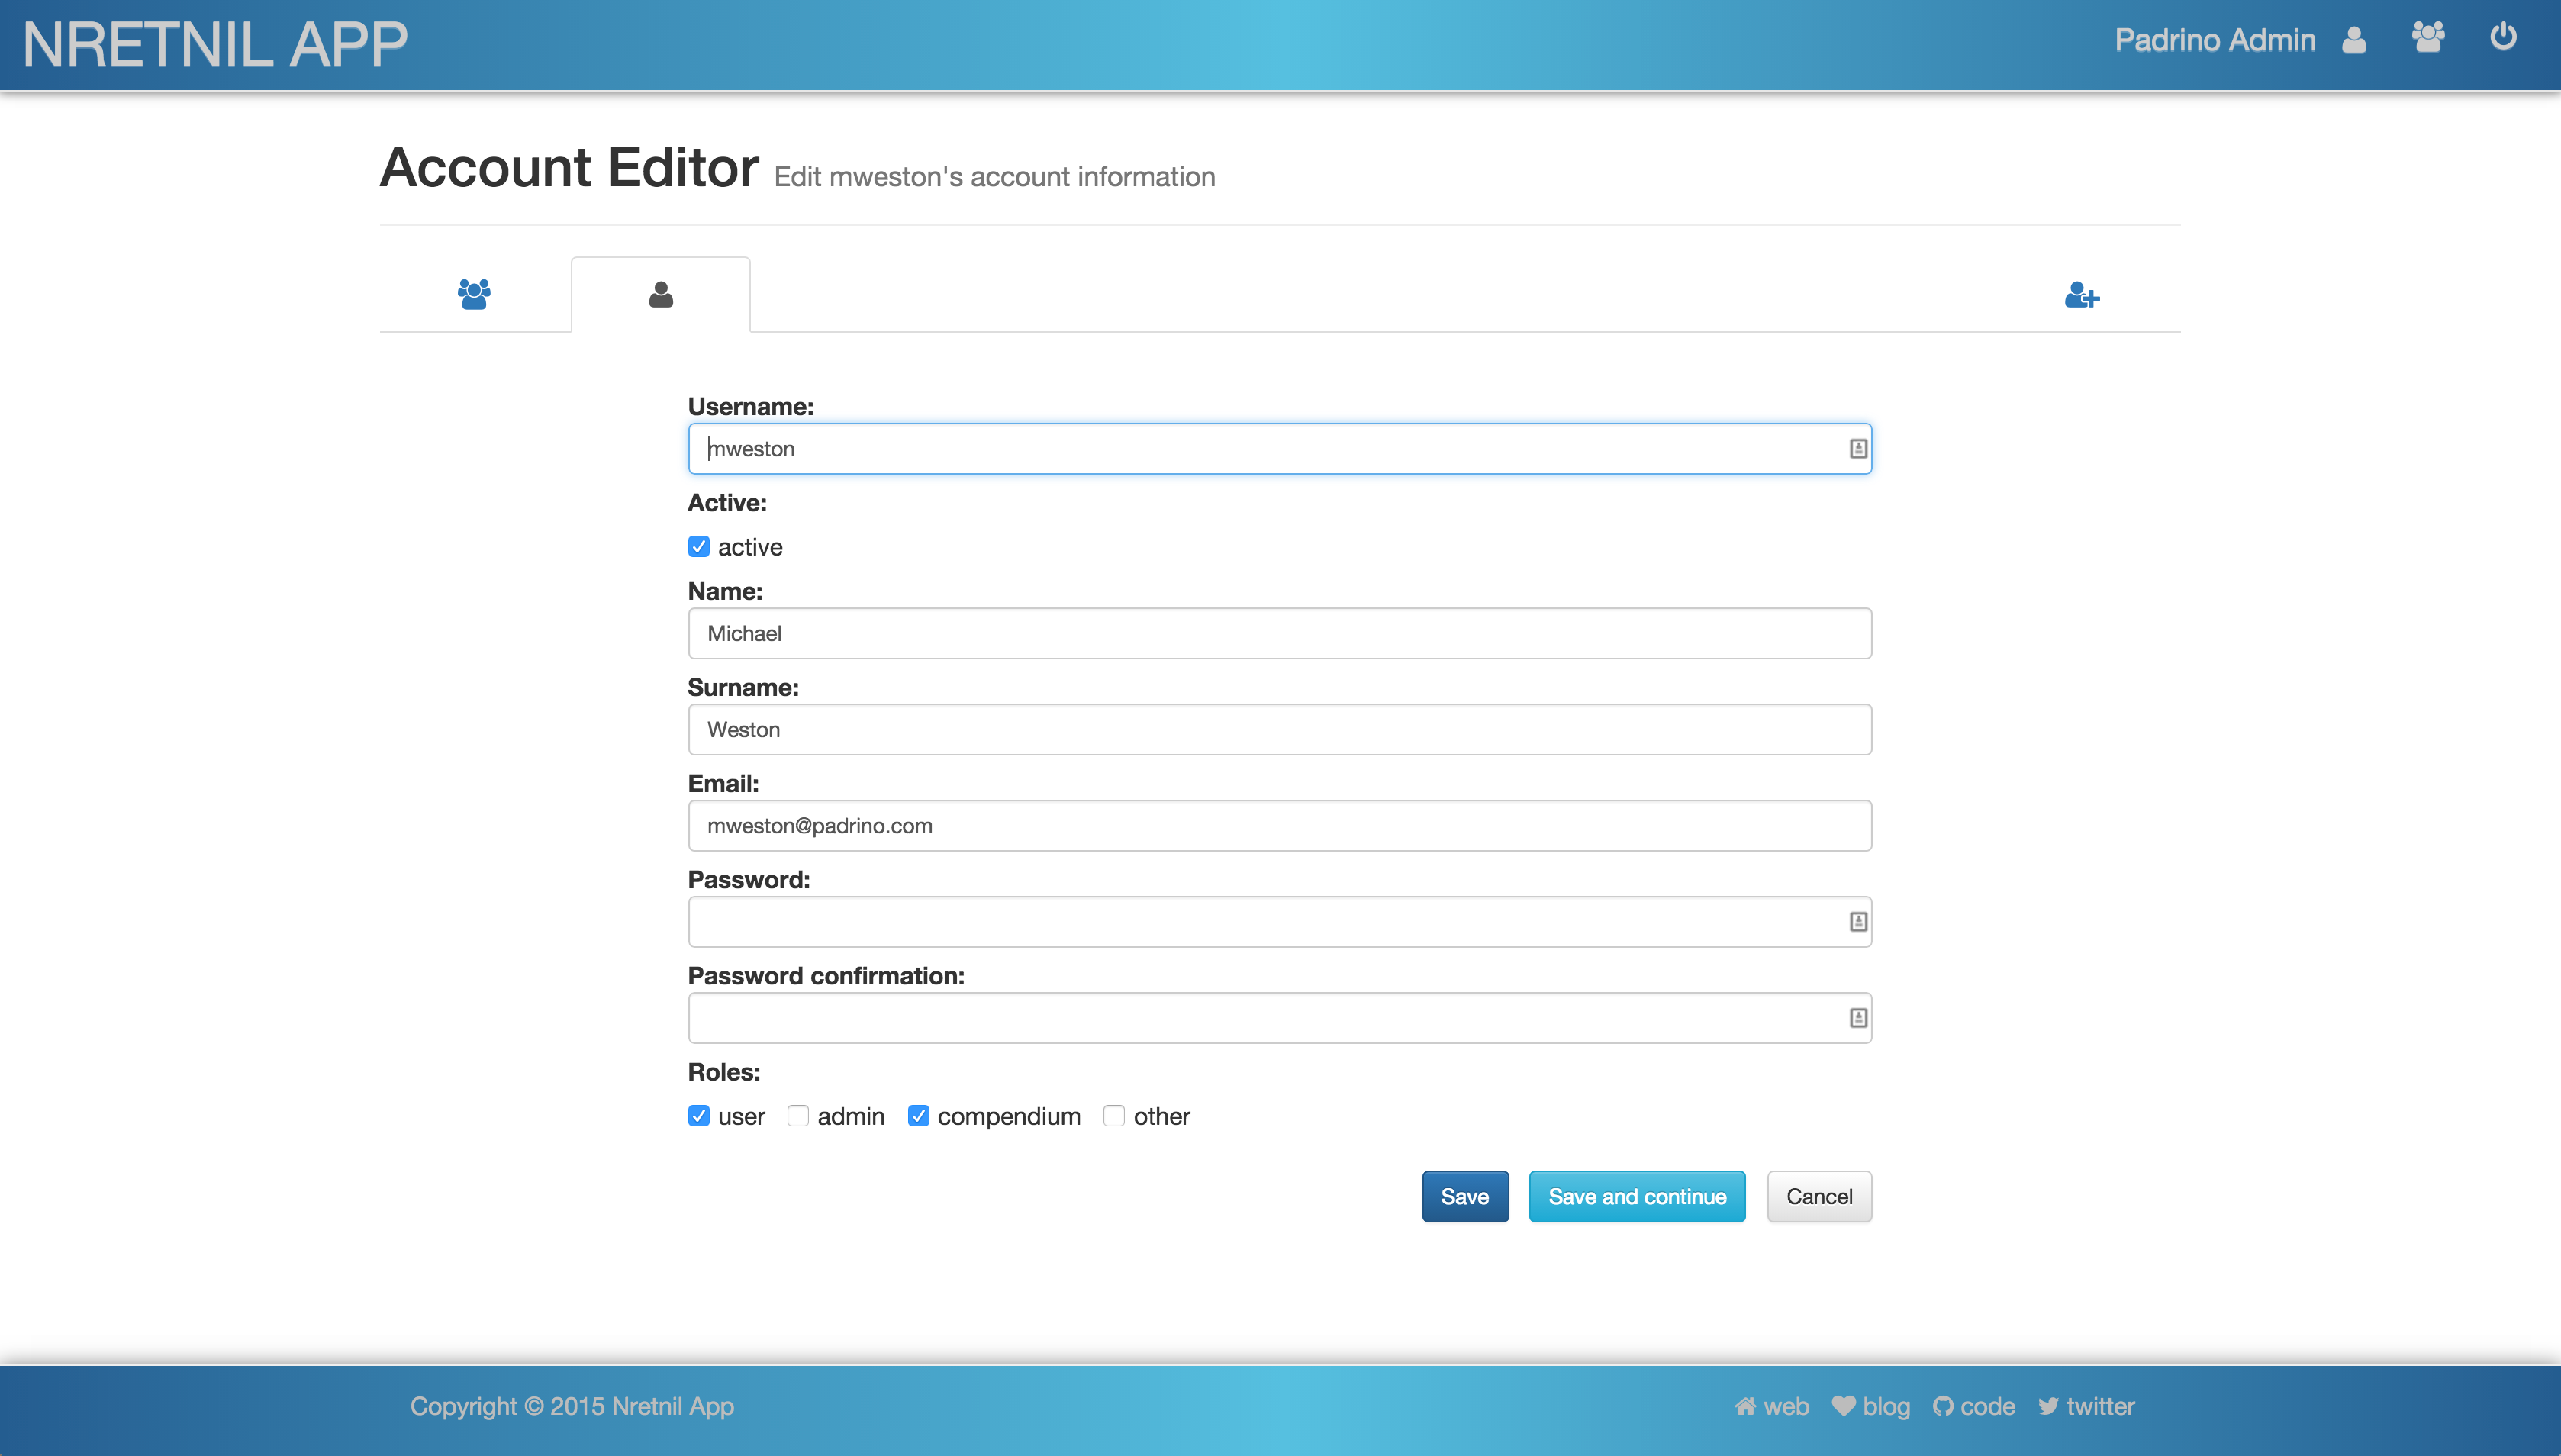 NRETNIL APP
Padrino Admin
Account Editor Edit mweston's account information
Username:
mweston
Active:
active
Name:
Michael
Surname:
Weston
Email:
mweston@padrino.com
Password:
Password confirmation:
Roles:
user admin compendium other
Save Save and continue Cancel
Copyright © 2015 Nretnil App
web blog code twitter